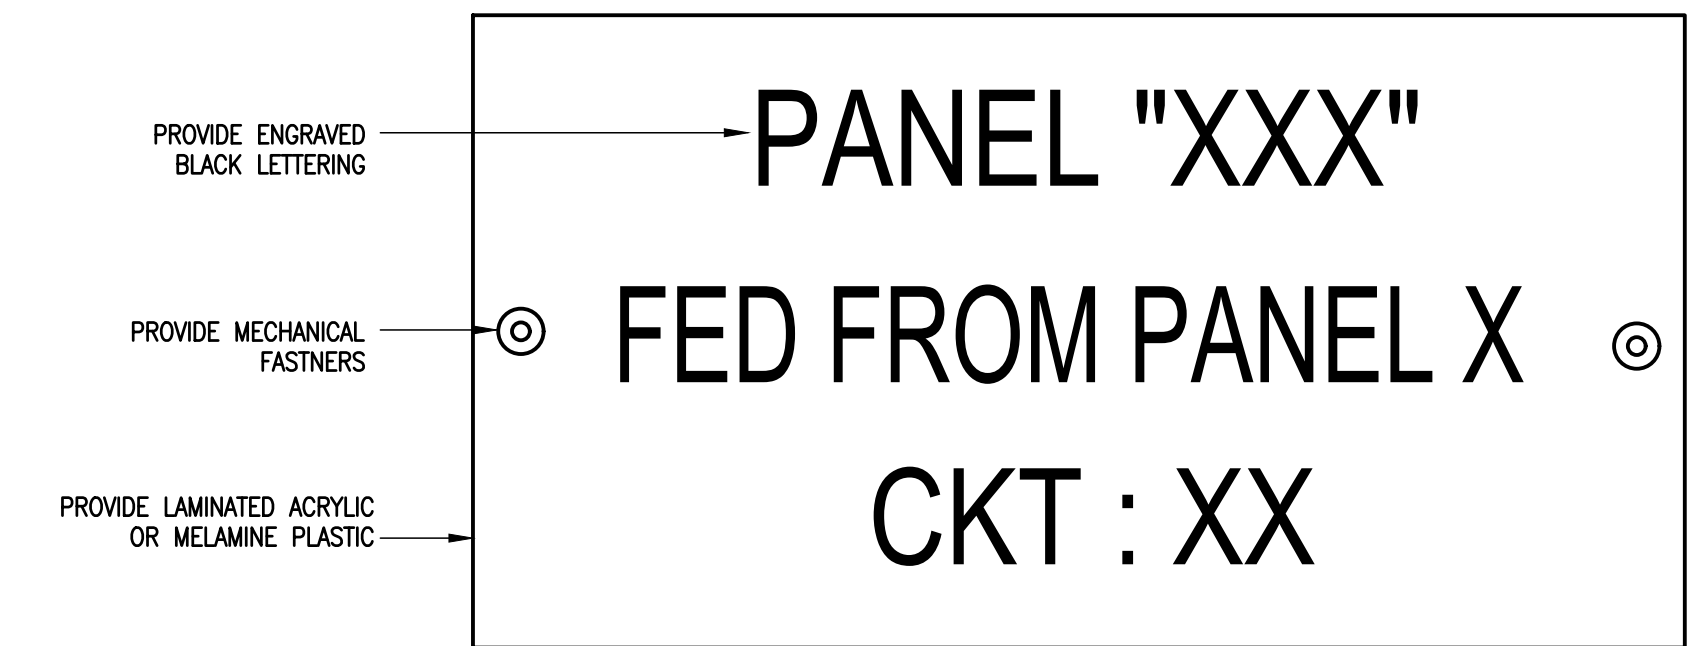 PANEL "XXX"
PROVIDE ENGRAVED
BLACK LETTERING
FED FROM PANEL X
PROVIDE MECHANICAL
FASTNERS
CKT : XX
PROVIDE LAMINATED ACRYLIC
OR MELAMINE PLASTIC